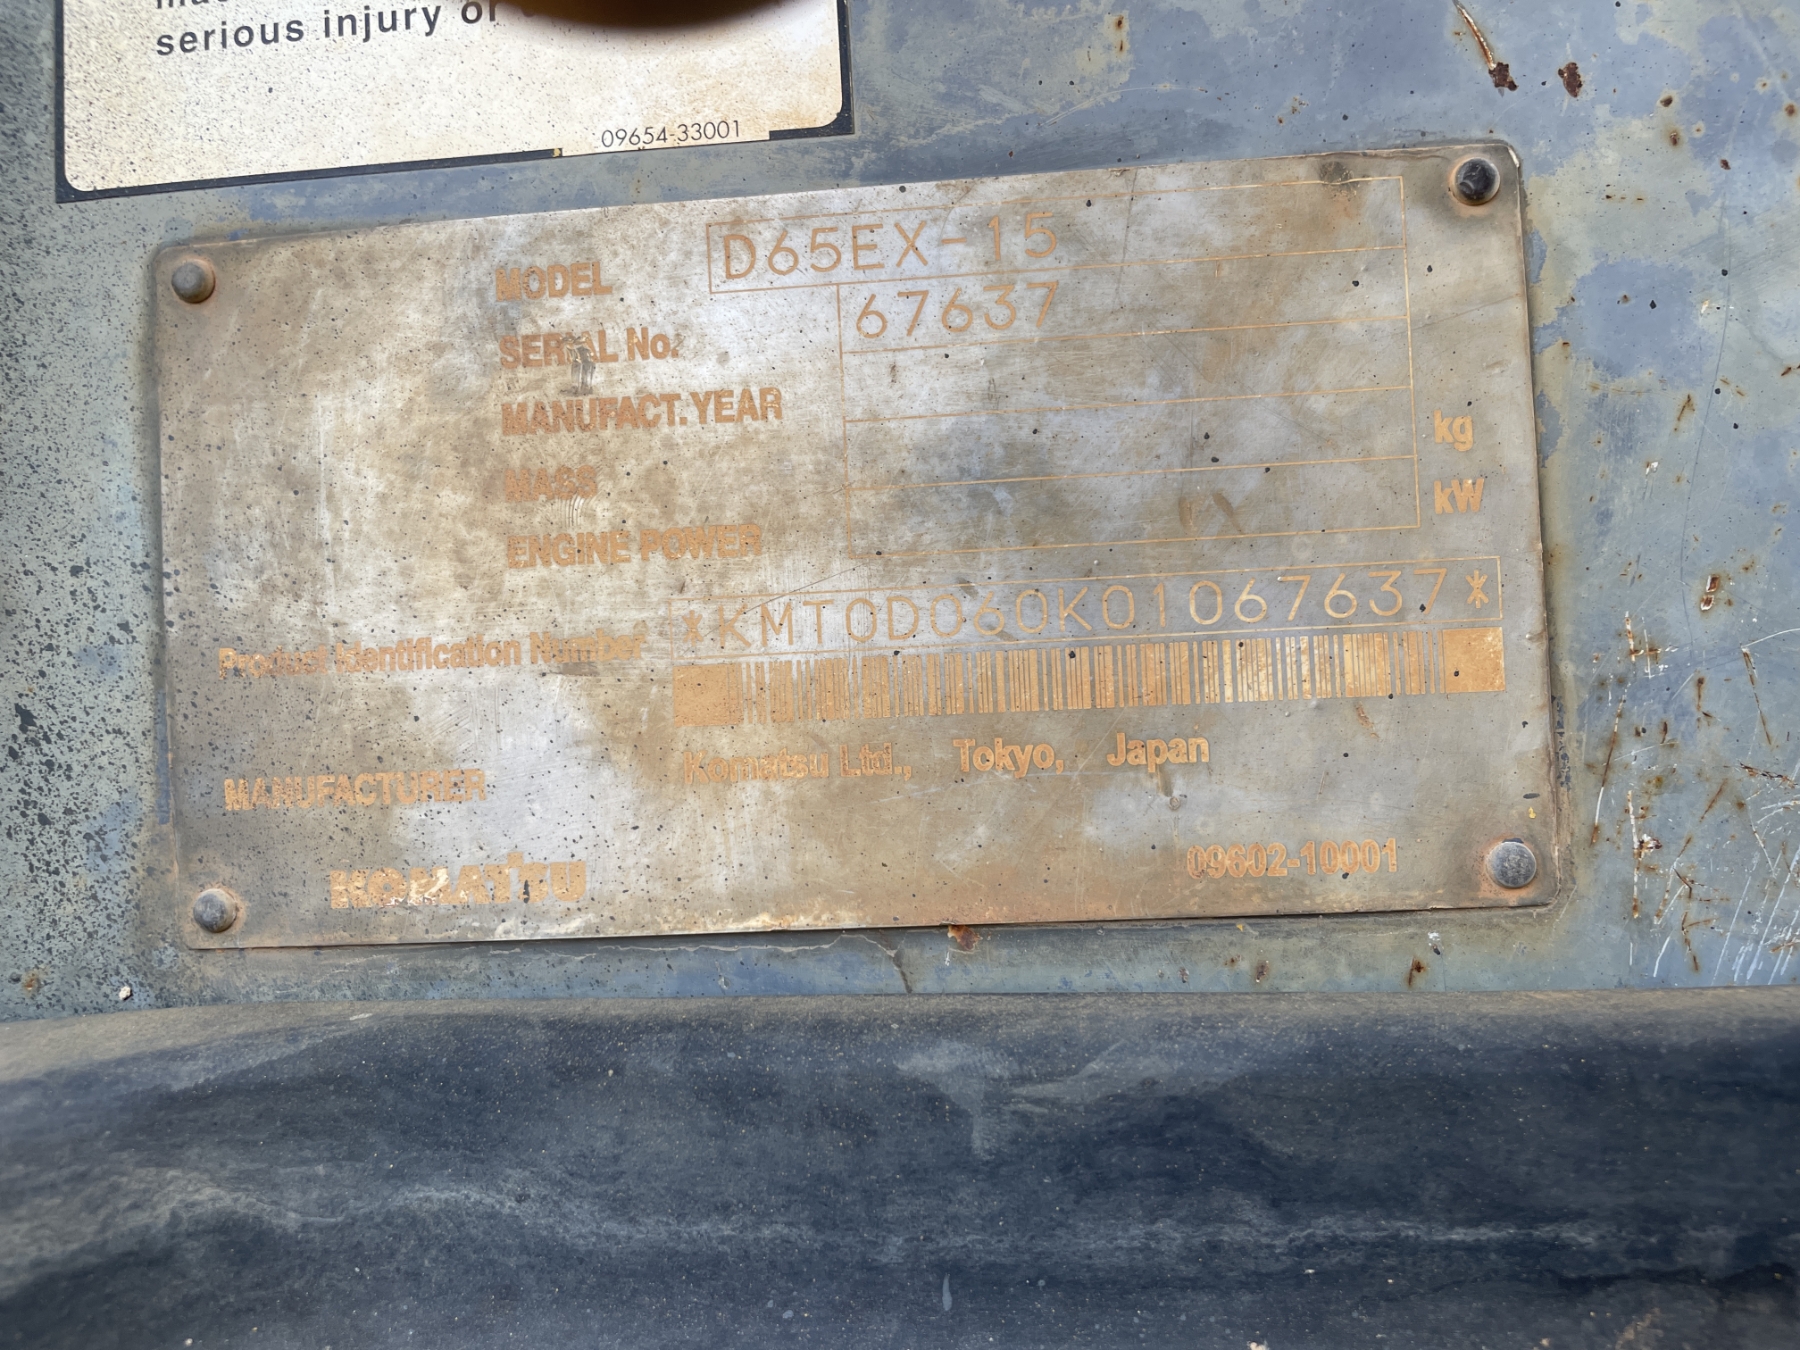 serious injury or
09654-33001
MODEL D65EX-15
SERIAL No. 67637
MANUFACT. YEAR
MASS kg
ENGINE POWER kW
Product Identification Number *KMT0D060K01067637*
MANUFACTURER Komatsu Ltd., Tokyo, Japan
KOMATSU 09602-10001